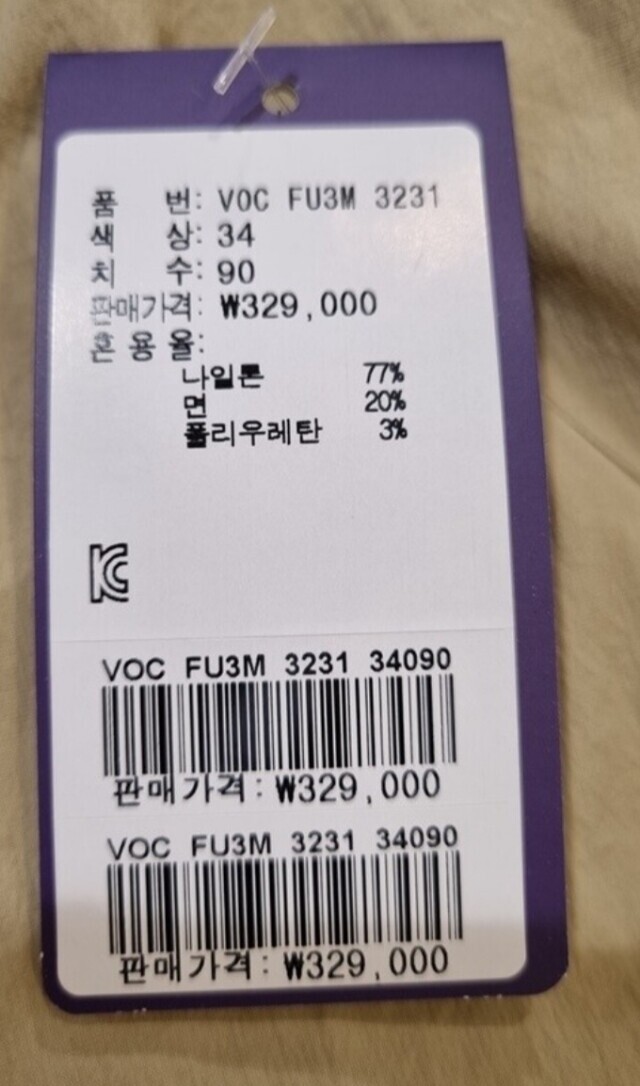 품 번: VOC FU3M 3231
색 상: 34
치 수: 90
판매가격: ₩329,000
혼 용 율:
나일론 77%
면 20%
폴리우레탄 3%
KC
VOC FU3M 3231 34090
판매가격: ₩329,000
VOC FU3M 3231 34090
판매가격: ₩329,000